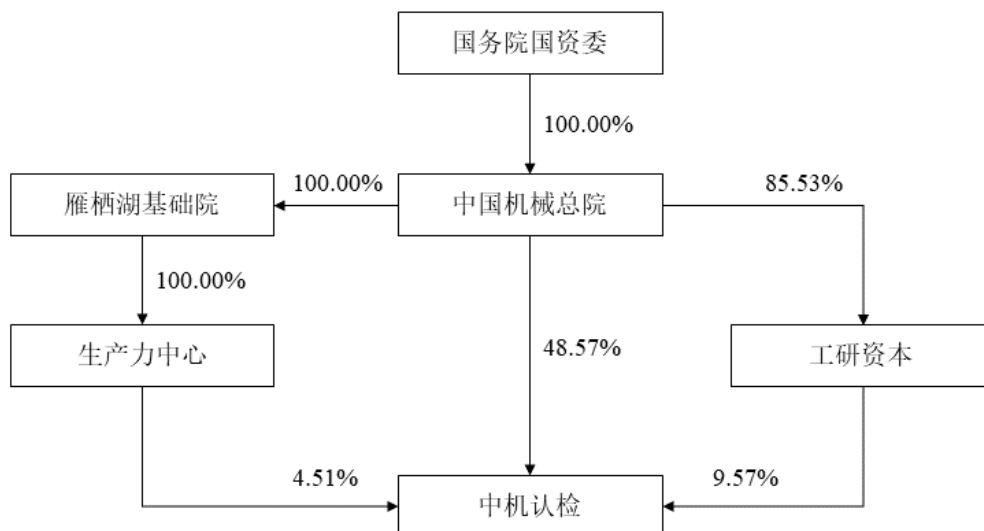 国务院国资委
100.00%
雁栖湖基础院
100.00%
中国机械总院
85.53%
100.00%
生产力中心
48.57%
工研资本
4.51%
中机认检
9.57%